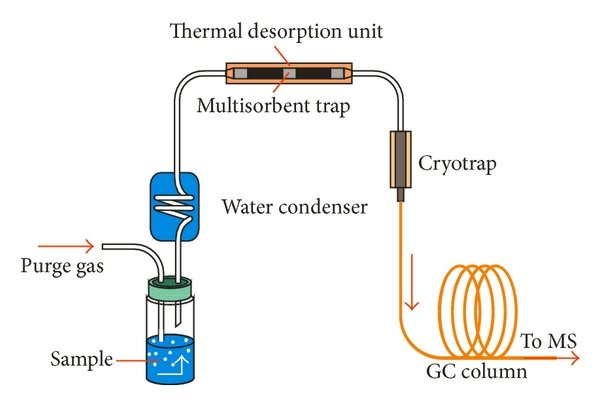 Thermal desorption unit
Multisorbent trap
Cryotrap
Water condenser
Purge gas
Sample
To MS
GC column